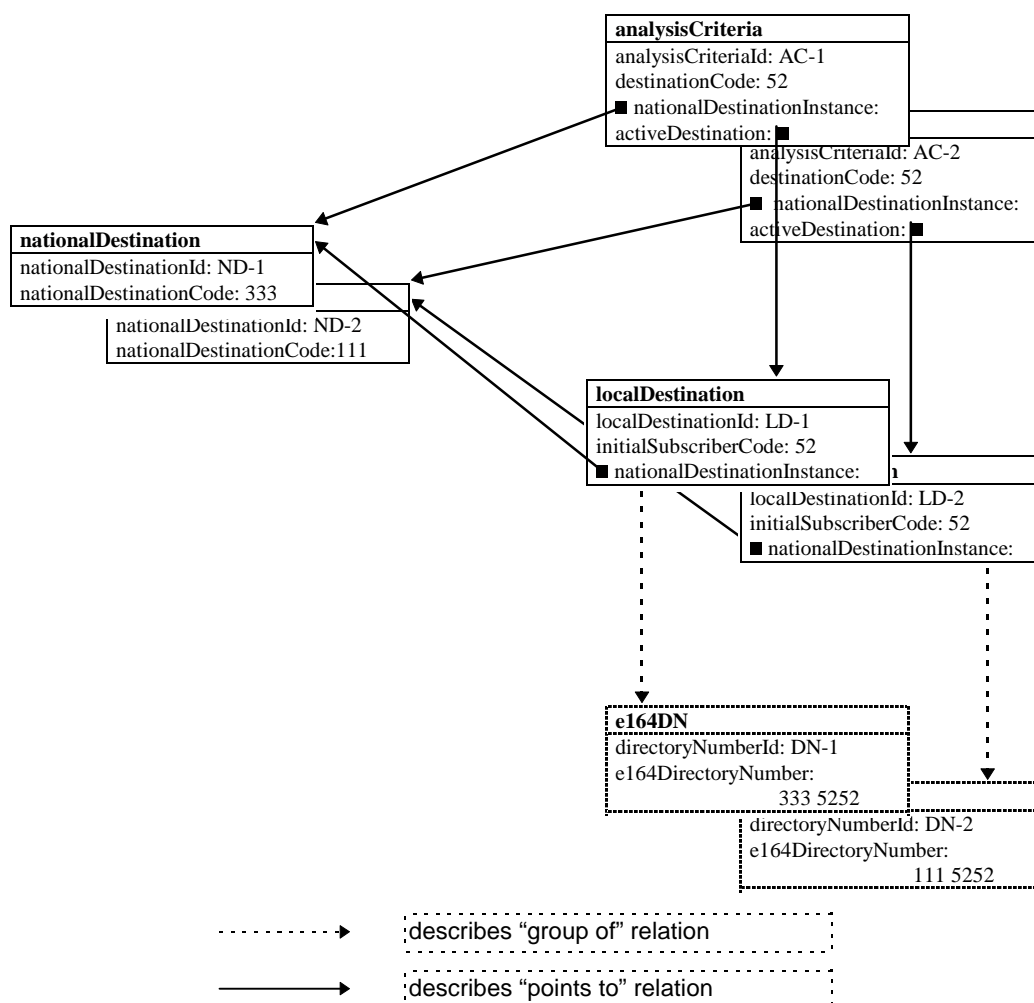 analysisCriteria
analysisCriteriaId: AC-1
destinationCode: 52
nationalDestinationInstance:
activeDestination:
analysisCriteriaId: AC-2
destinationCode: 52
nationalDestinationInstance:
activeDestination:
nationalDestination
nationalDestinationId: ND-1
nationalDestinationCode: 333
nationalDestinationId: ND-2
nationalDestinationCode:111
localDestination
localDestinationId: LD-1
initialSubscriberCode: 52
nationalDestinationInstance:
localDestinationId: LD-2
initialSubscriberCode: 52
nationalDestinationInstance:
e164DN
directoryNumberId: DN-1
e164DirectoryNumber:
333 5252
directoryNumberId: DN-2
e164DirectoryNumber:
111 5252
describes “group of” relation
describes “points to” relation